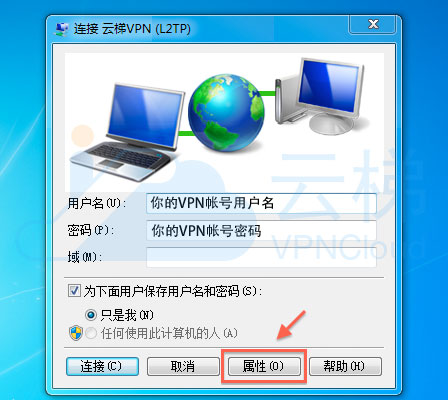 连接 云梯VPN (L2TP)
用户名(U): 你的VPN帐号用户名
密码(P): 你的VPN帐号密码
域(M):
云梯
VPNCloud
为下面用户保存用户名和密码(S):
只是我(N)
任何使用此计算机的人(A)
连接(C) 取消 属性(O) 帮助(H)